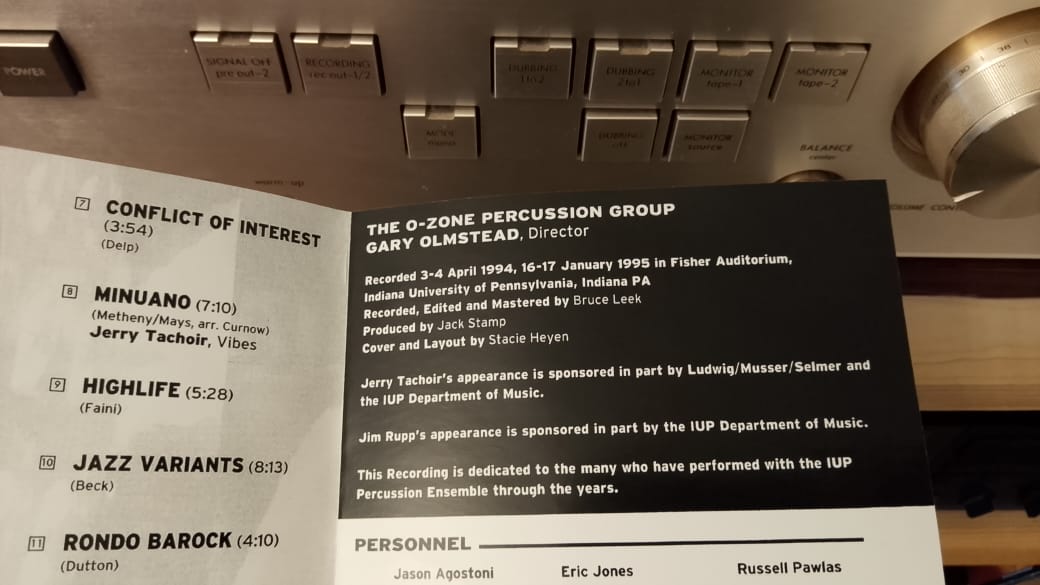 POWER
SIGNAL OFF
pre out-2
RECORDING
rec out-1/2
DUBBING
1to2
DUBBING
2to1
MONITOR
tape-1
MONITOR
tape-2
MODE
mono
DUBBING
off
MONITOR
source
BALANCE
center
30
36
warm-up
7 CONFLICT OF INTEREST
(3:54)
(Delp)
8 MINUANO (7:10)
(Metheny/Mays, arr. Curnow)
Jerry Tachoir, Vibes
9 HIGHLIFE (5:28)
(Faini)
10 JAZZ VARIANTS (8:13)
(Beck)
11 RONDO BAROCK (4:10)
(Dutton)
THE O-ZONE PERCUSSION GROUP
GARY OLMSTEAD, Director
Recorded 3-4 April 1994, 16-17 January 1995 in Fisher Auditorium,
Indiana University of Pennsylvania, Indiana PA
Recorded, Edited and Mastered by Bruce Leek
Produced by Jack Stamp
Cover and Layout by Stacie Heyen
Jerry Tachoir's appearance is sponsored in part by Ludwig/Musser/Selmer and
the IUP Department of Music.
Jim Rupp's appearance is sponsored in part by the IUP Department of Music.
This Recording is dedicated to the many who have performed with the IUP
Percussion Ensemble through the years.
PERSONNEL
Jason Agostoni Eric Jones Russell Pawlas